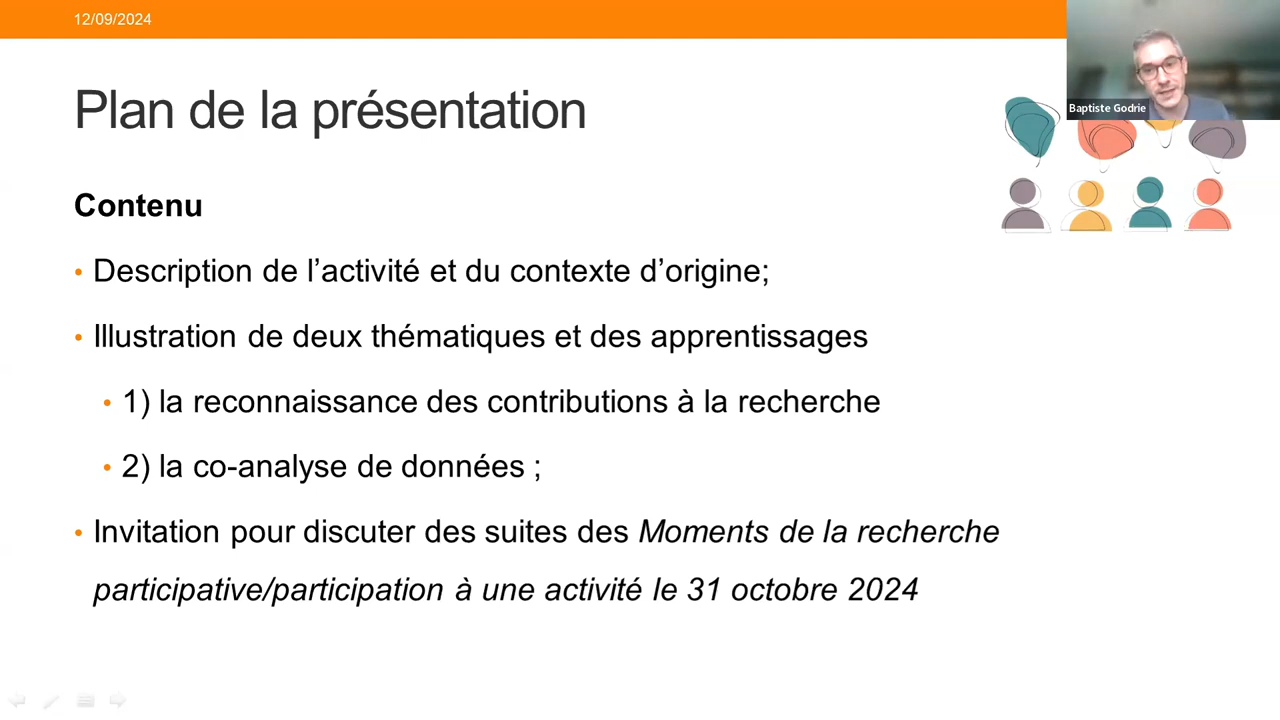 12/09/2024
Plan de la présentation
Baptiste Godrie
Contenu
• Description de l’activité et du contexte d’origine;
• Illustration de deux thématiques et des apprentissages
• 1) la reconnaissance des contributions à la recherche
• 2) la co-analyse de données ;
• Invitation pour discuter des suites des Moments de la recherche
participative/participation à une activité le 31 octobre 2024